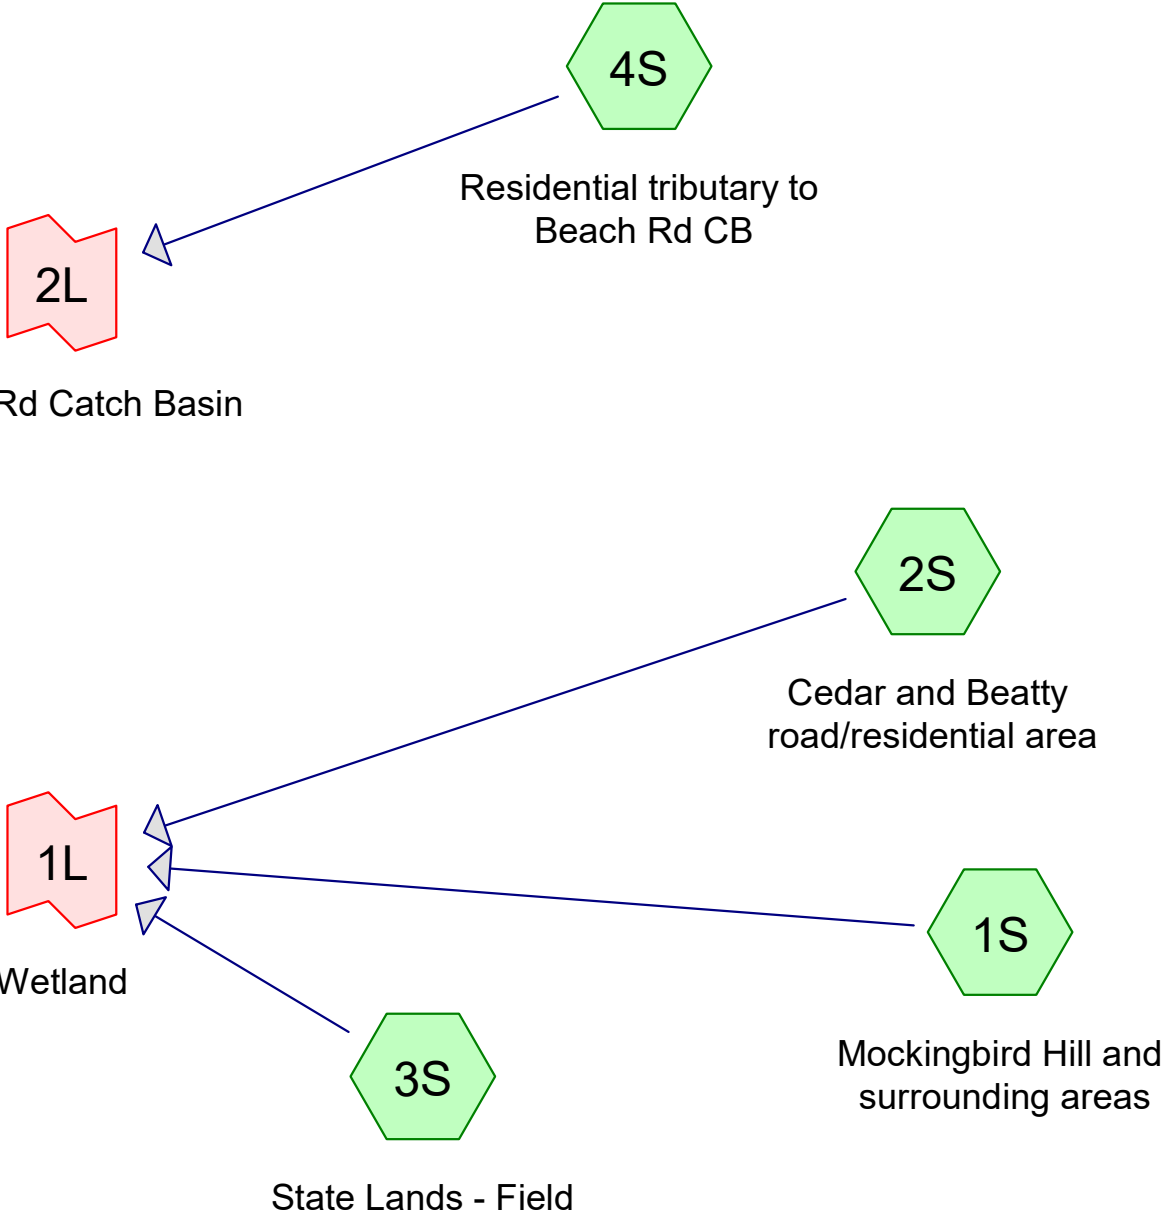 4S
Residential tributary to
Beach Rd CB
2L
Rd Catch Basin
2S
Cedar and Beatty
road/residential area
1L
Wetland
1S
Mockingbird Hill and
surrounding areas
3S
State Lands - Field